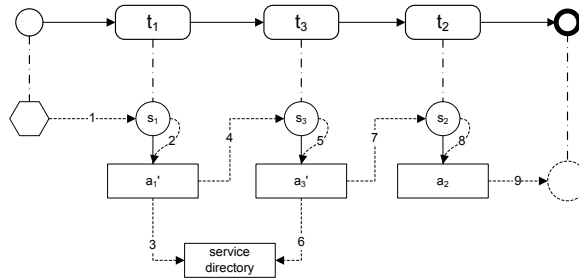 t1 t3 t2
1 s1 2 4 s3 5 7 s2 8
a1' a3' a2 9
3 6
service
directory